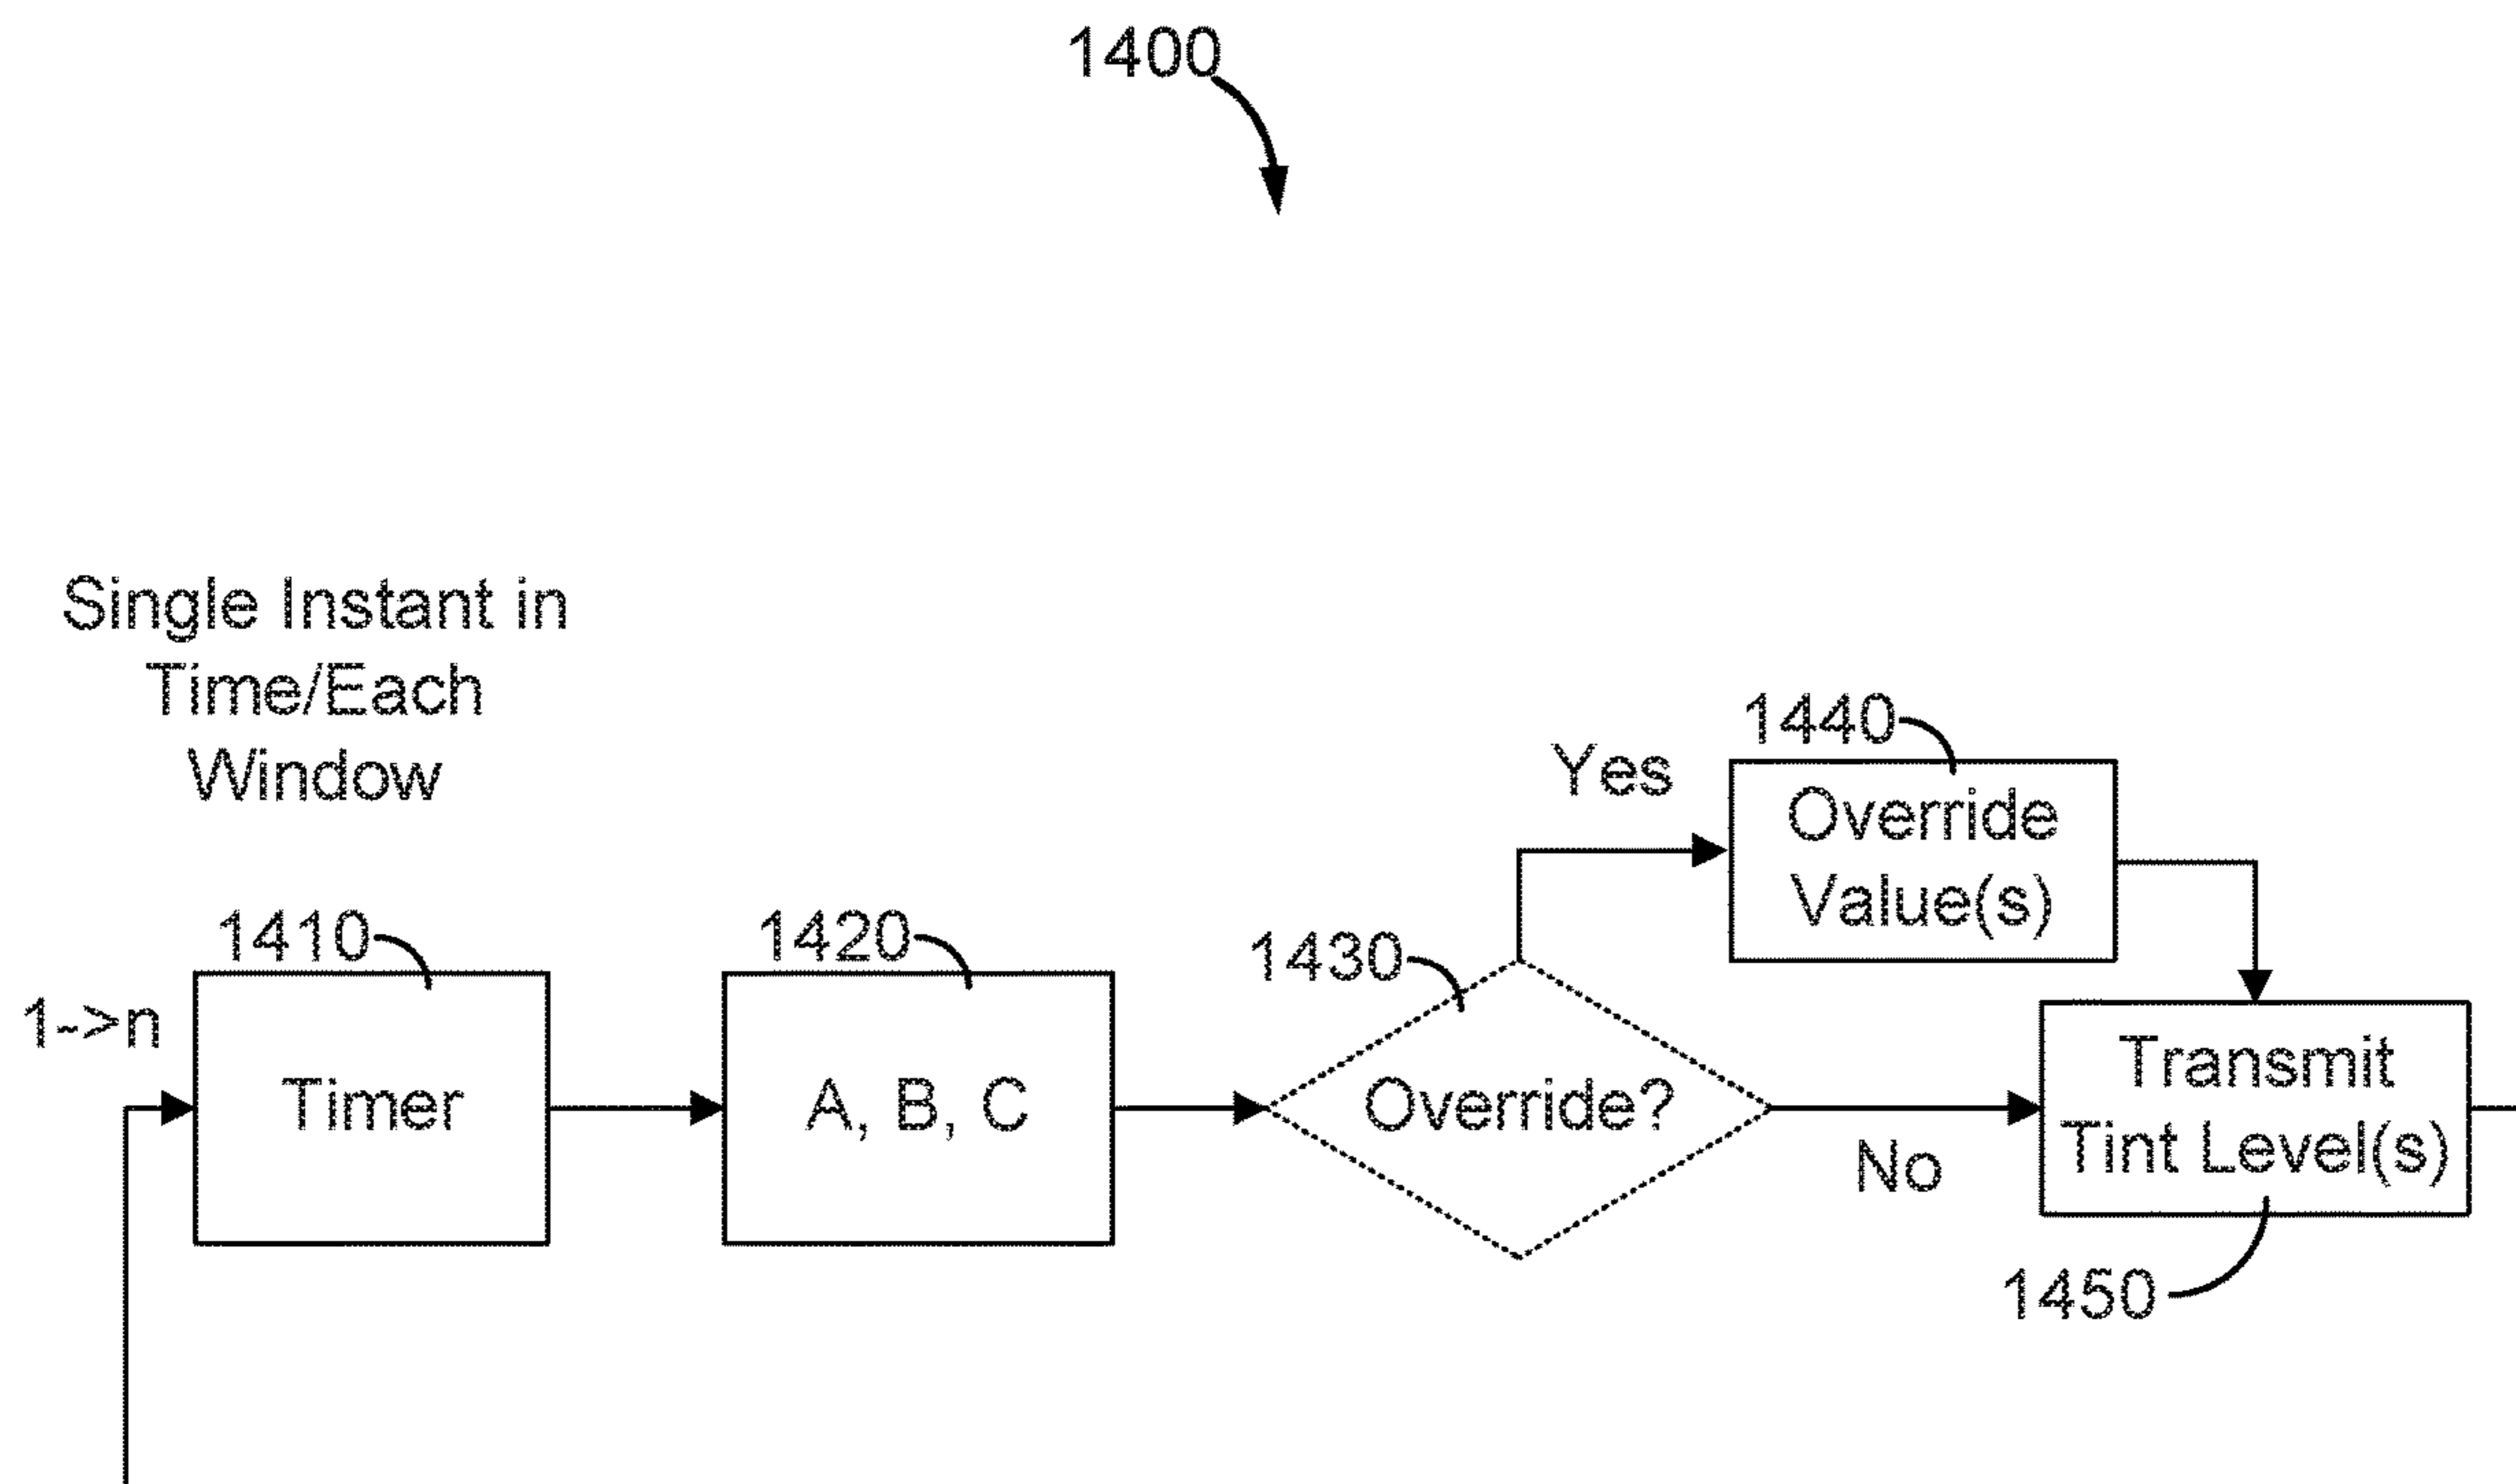 1400
Single Instant in
Time/Each
Window
1440
Yes
Override
Value(s)
1410
1420
1430
1->n
Timer
A, B, C
Override?
Transmit
Tint Level(s)
No
1450